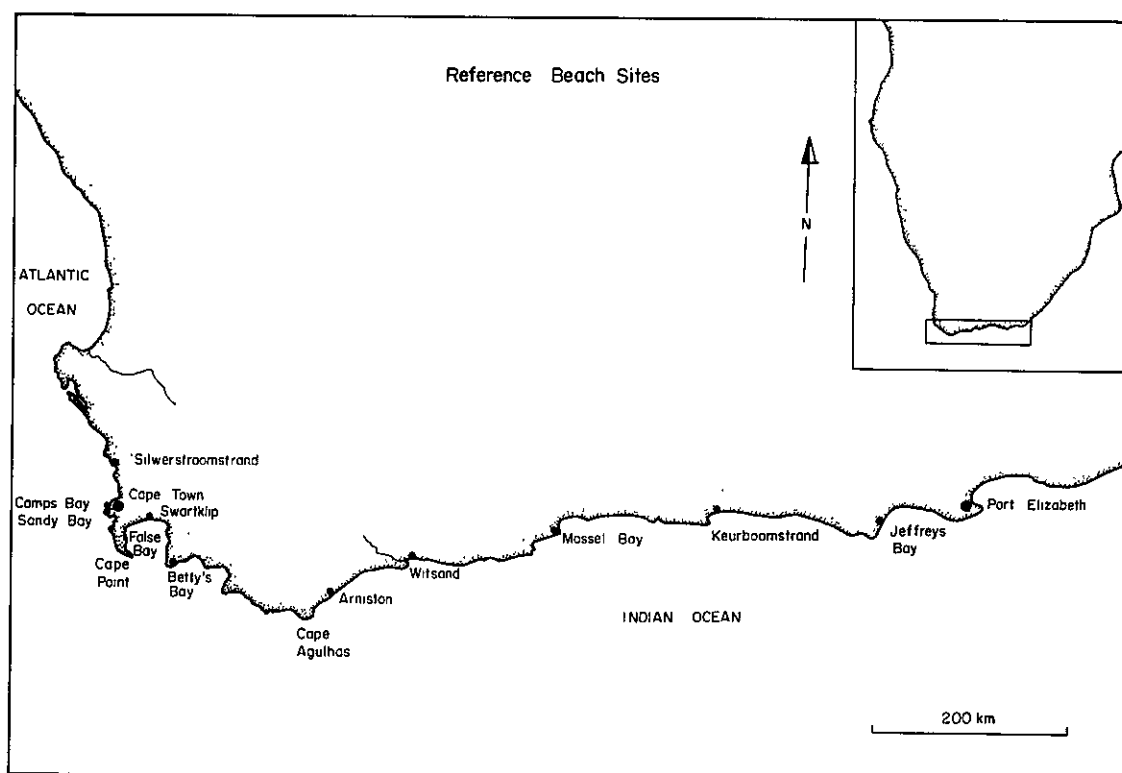 Reference Beach Sites
N
ATLANTIC
OCEAN
Silwerstroomstrand
Camps Bay
Sandy Bay
Cape Town
Swartklip
False
Bay
Cape
Point
Betty's
Bay
Arniston
Cape
Agulhas
Witsand
Mossel Bay
Keurboomstrand
Jeffreys
Bay
Port Elizabeth
INDIAN OCEAN
200 km